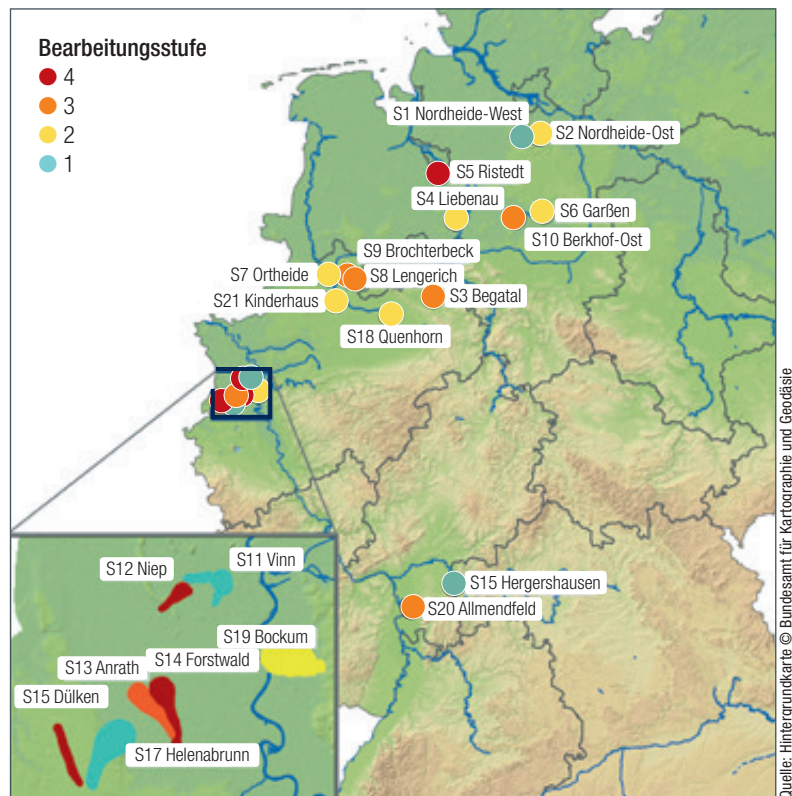 Bearbeitungsstufe
4
3
2
1
S1 Nordheide-West
S2 Nordheide-Ost
S5 Ristedt
S4 Liebenau
S6 Garßen
S10 Berkhof-Ost
S9 Brochterbeck
S7 Ortheide
S8 Lengerich
S21 Kinderhaus
S3 Begatal
S18 Quenhorn
S15 Hergershausen
S20 Allmendfeld
S12 Niep
S11 Vinn
S19 Bockum
S13 Anrath
S14 Forstwald
S15 Dülken
S17 Helenabrunn
Quelle: Hintergrundkarte © Bundesamt für Kartographie und Geodäsie